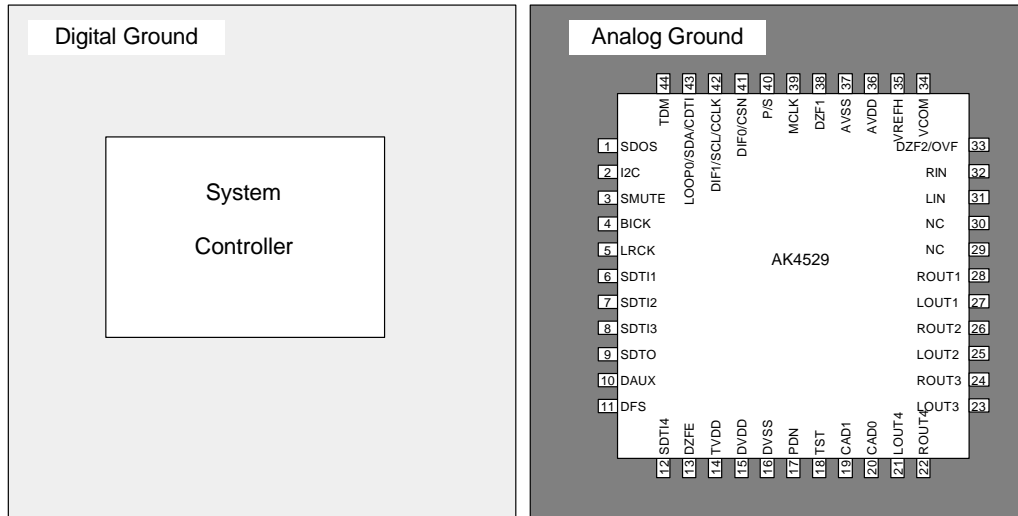 Digital Ground
System
Controller
Analog Ground
44 TDM
43 LOOP0/SDA/CDTI
42 DIF1/SCL/CCLK
41 DIF0/CSN
40 P/S
39 MCLK
38 DZF1
37 AVSS
36 AVDD
35 VREFH
34 VCOM
1 SDOS
2 I2C
3 SMUTE
4 BICK
5 LRCK
6 SDTI1
7 SDTI2
8 SDTI3
9 SDTO
10 DAUX
11 DFS
AK4529
DZF2/OVF 33
RIN 32
LIN 31
NC 30
NC 29
ROUT1 28
LOUT1 27
ROUT2 26
LOUT2 25
ROUT3 24
LOUT3 23
12 SDTI4
13 DZFE
14 TVDD
15 DVDD
16 DVSS
17 PDN
18 TST
19 CAD1
20 CAD0
21 LOUT4
22 ROUT4